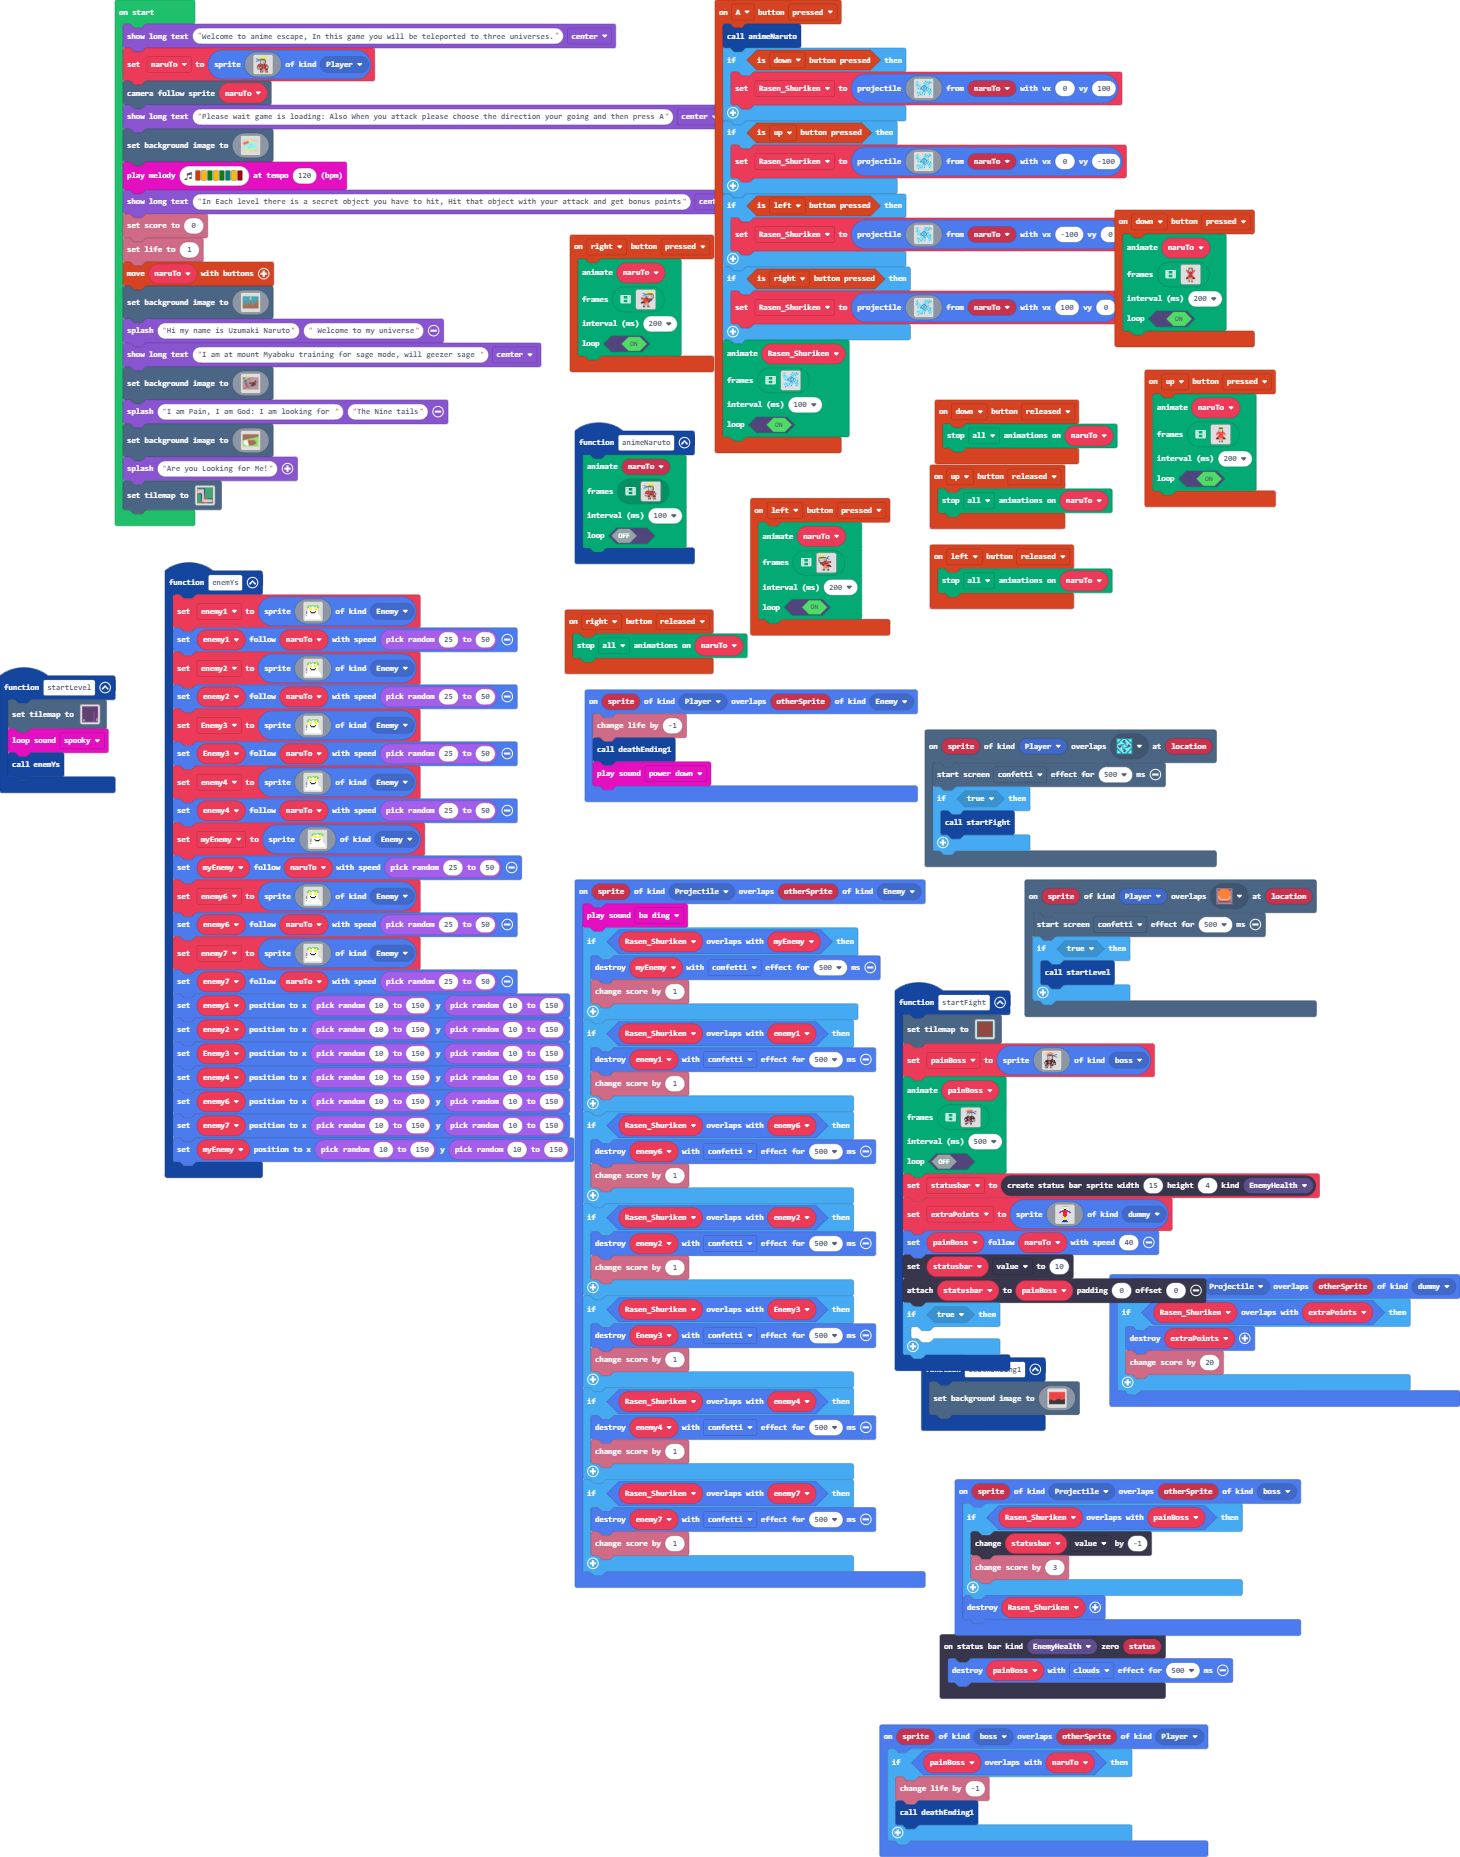 on start
show long text "Welcome to anime escape, In this game you will be teleported to three universes." center
set naruTo to sprite of kind Player
camera follow sprite naruTo
show long text "Please wait game is loading: Also When you attack please choose the direction your going and then press A" center
set background image to
play melody at tempo 120 (bpm)
show long text "In Each level there is a secret object you have to hit, Hit that object with your attack and get bonus points" cent
set score to 0
set life to 1
move naruTo with buttons
set background image to
splash "Hi my name is Uzumaki Naruto" " Welcome to my universe"
show long text "I am at mount Myaboku training for sage mode, will geezer sage " center
set background image to
splash "I am Pain, I am God: I am looking for " "The Nine tails"
set background image to
splash "Are you Looking for Me!"
set tilemap to
on A button pressed
call animeNaruto
if is down button pressed then
set Rasen_Shuriken to projectile from naruTo with vx 0 vy 100
if is up button pressed then
set Rasen_Shuriken to projectile from naruTo with vx 0 vy -100
if is left button pressed then
set Rasen_Shuriken to projectile from naruTo with vx -100 vy 0
if is right button pressed then
set Rasen_Shuriken to projectile from naruTo with vx 100 vy 0
animate Rasen_Shuriken
frames
interval (ms) 100
loop ON
on right button pressed
animate naruTo
frames
interval (ms) 200
loop ON
on down button pressed
animate naruTo
frames
interval (ms) 200
loop ON
on up button pressed
animate naruTo
frames
interval (ms) 200
loop ON
function animeNaruto
animate naruTo
frames
interval (ms) 100
loop OFF
on down button released
stop all animations on naruTo
on up button released
stop all animations on naruTo
on left button released
stop all animations on naruTo
on left button pressed
animate naruTo
frames
interval (ms) 200
loop ON
on right button released
stop all animations on naruTo
function startLevel
set tilemap to
loop sound spooky
call enemYs
function enemYs
set enemy1 to sprite of kind Enemy
set enemy1 follow naruTo with speed pick random 25 to 50
set enemy2 to sprite of kind Enemy
set enemy2 follow naruTo with speed pick random 25 to 50
set Enemy3 to sprite of kind Enemy
set Enemy3 follow naruTo with speed pick random 25 to 50
set enemy4 to sprite of kind Enemy
set enemy4 follow naruTo with speed pick random 25 to 50
set myEnemy to sprite of kind Enemy
set myEnemy follow naruTo with speed pick random 25 to 50
set enemy6 to sprite of kind Enemy
set enemy6 follow naruTo with speed pick random 25 to 50
set enemy7 to sprite of kind Enemy
set enemy7 follow naruTo with speed pick random 25 to 50
set enemy1 position to x pick random 10 to 150 y pick random 10 to 150
set enemy2 position to x pick random 10 to 150 y pick random 10 to 150
set Enemy3 position to x pick random 10 to 150 y pick random 10 to 150
set enemy4 position to x pick random 10 to 150 y pick random 10 to 150
set enemy6 position to x pick random 10 to 150 y pick random 10 to 150
set enemy7 position to x pick random 10 to 150 y pick random 10 to 150
set myEnemy position to x pick random 10 to 150 y pick random 10 to 150
on sprite of kind Player overlaps otherSprite of kind Enemy
change life by -1
call deathEnding1
play sound power down
on sprite of kind Player overlaps at location
start screen confetti effect for 500 ms
if true then
call startFight
on sprite of kind Player overlaps at location
start screen confetti effect for 500 ms
if true then
call startLevel
on sprite of kind Projectile overlaps otherSprite of kind Enemy
play sound ba ding
if Rasen_Shuriken overlaps with myEnemy then
destroy myEnemy with confetti effect for 500 ms
change score by 1
if Rasen_Shuriken overlaps with enemy1 then
destroy enemy1 with confetti effect for 500 ms
change score by 1
if Rasen_Shuriken overlaps with enemy6 then
destroy enemy6 with confetti effect for 500 ms
change score by 1
if Rasen_Shuriken overlaps with enemy2 then
destroy enemy2 with confetti effect for 500 ms
change score by 1
if Rasen_Shuriken overlaps with Enemy3 then
destroy Enemy3 with confetti effect for 500 ms
change score by 1
if Rasen_Shuriken overlaps with enemy4 then
destroy enemy4 with confetti effect for 500 ms
change score by 1
if Rasen_Shuriken overlaps with enemy7 then
destroy enemy7 with confetti effect for 500 ms
change score by 1
function startFight
set tilemap to
set painBoss to sprite of kind boss
animate painBoss
frames
interval (ms) 500
loop OFF
set statusbar to create status bar sprite width 15 height 4 kind EnemyHealth
set extraPoints to sprite of kind dummy
set painBoss follow naruTo with speed 40
set statusbar value to 10
attach statusbar to painBoss padding 0 offset 0
if true then
Projectile overlaps otherSprite of kind dummy
if Rasen_Shuriken overlaps with extraPoints then
destroy extraPoints
change score by 20
set background image to
on sprite of kind Projectile overlaps otherSprite of kind boss
if Rasen_Shuriken overlaps with painBoss then
change statusbar value by -1
change score by 3
destroy Rasen_Shuriken
on status bar kind EnemyHealth zero status
destroy painBoss with clouds effect for 500 ms
on sprite of kind boss overlaps otherSprite of kind Player
if painBoss overlaps with naruTo then
change life by -1
call deathEnding1